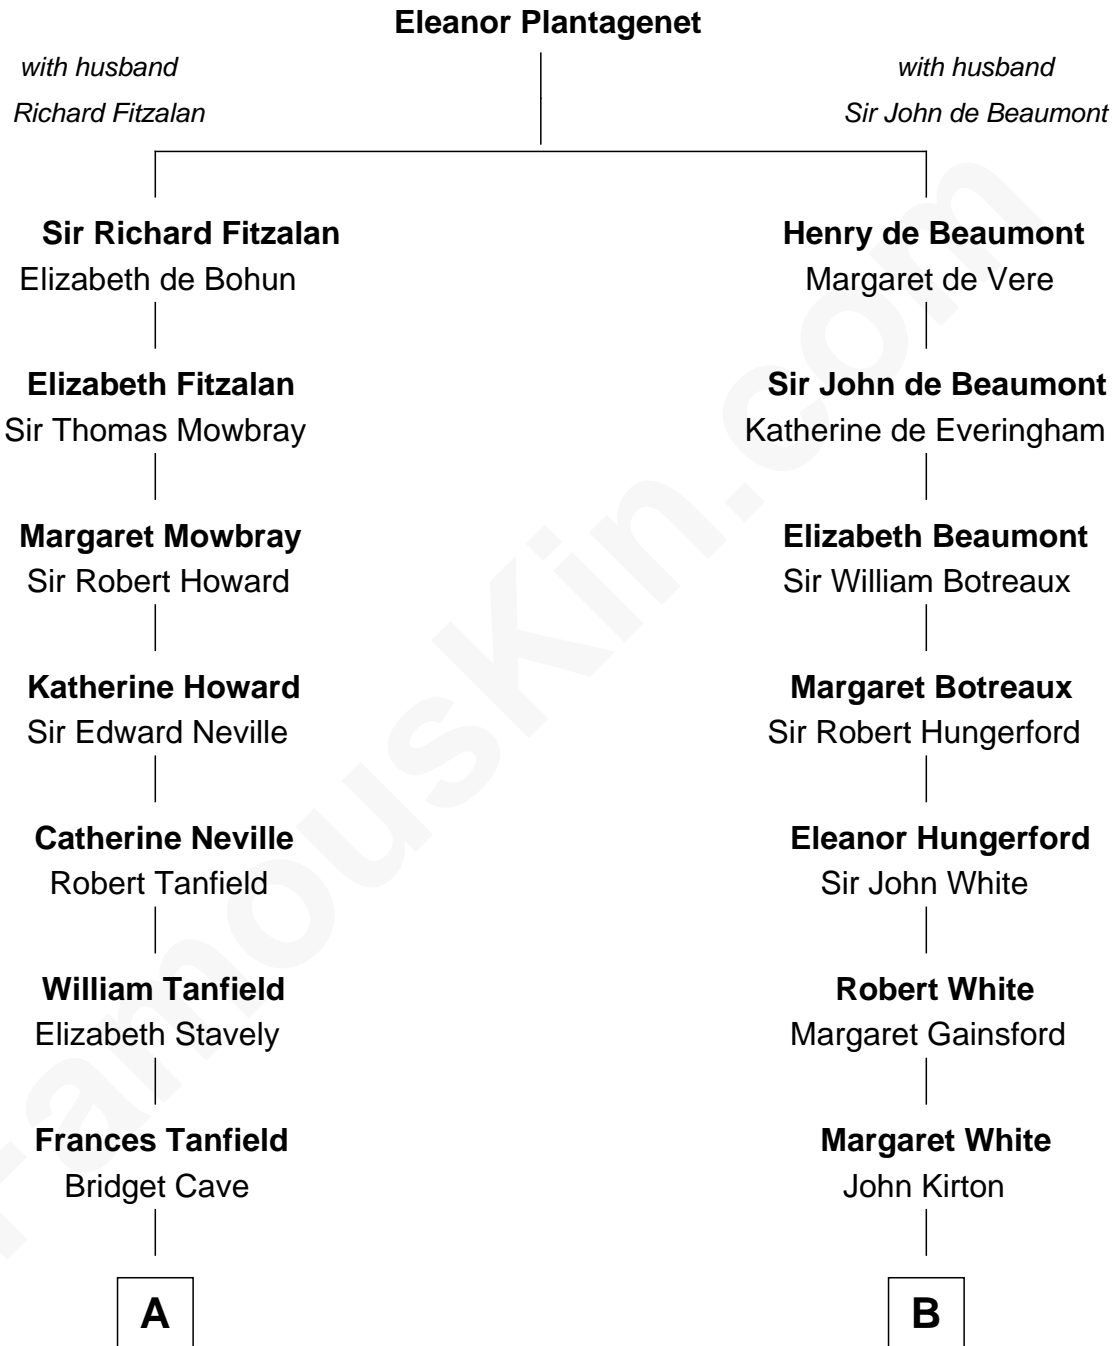 Eleanor Plantagenet
with husband
Richard Fitzalan
with husband
Sir John de Beaumont
Sir Richard Fitzalan
Elizabeth de Bohun
Elizabeth Fitzalan
Sir Thomas Mowbray
Margaret Mowbray
Sir Robert Howard
Katherine Howard
Sir Edward Neville
Catherine Neville
Robert Tanfield
William Tanfield
Elizabeth Stavely
Frances Tanfield
Bridget Cave
A
Henry de Beaumont
Margaret de Vere
Sir John de Beaumont
Katherine de Everingham
Elizabeth Beaumont
Sir William Botreaux
Margaret Botreaux
Sir Robert Hungerford
Eleanor Hungerford
Sir John White
Robert White
Margaret Gainsford
Margaret White
John Kirton
B
FamousKin.com